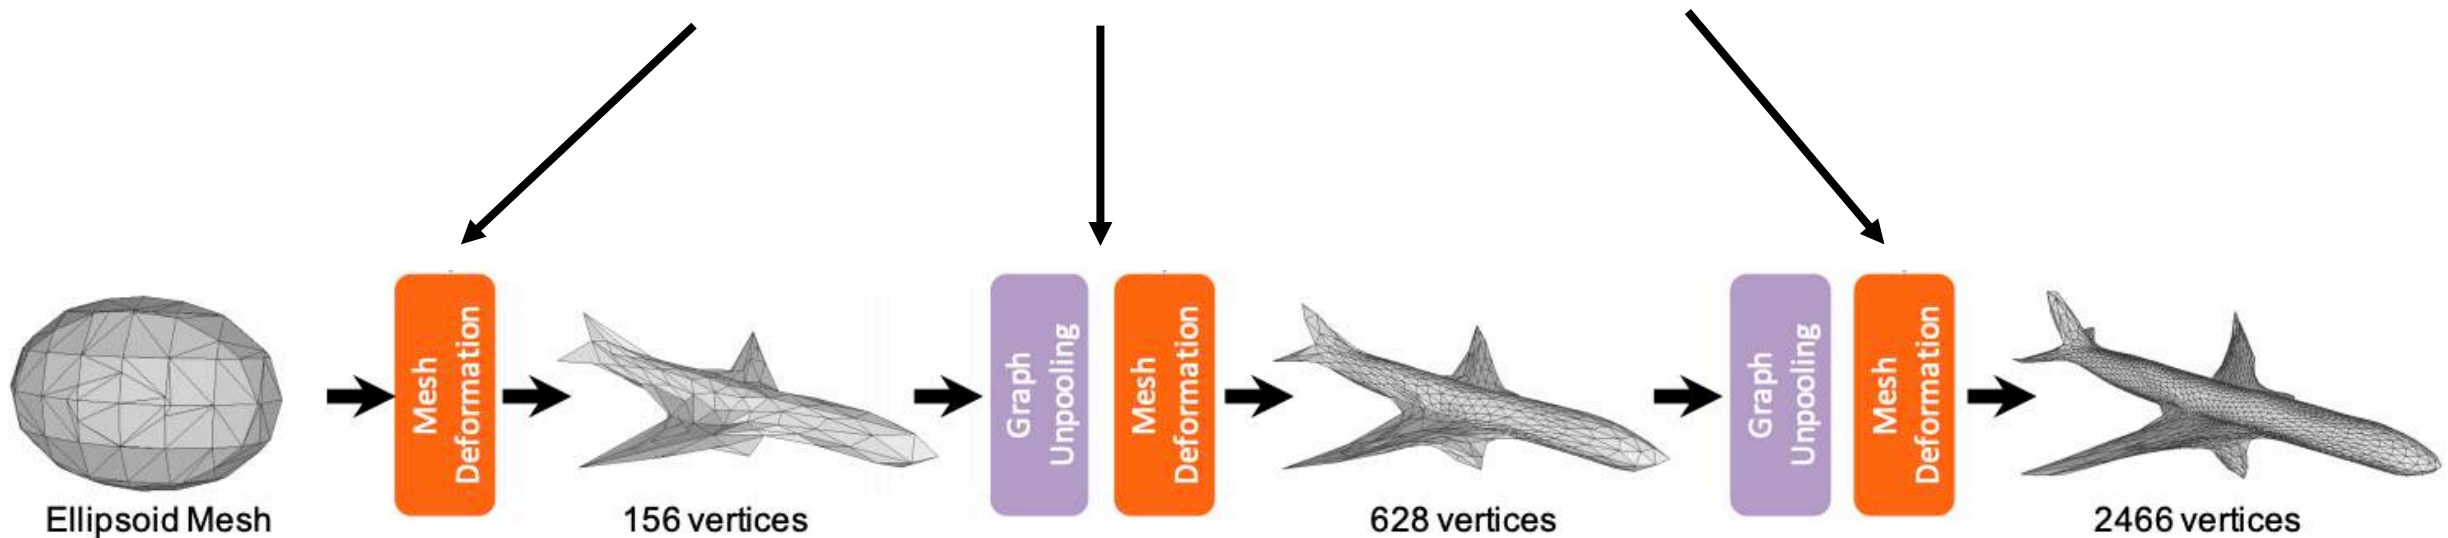 Mesh
Deformation
Graph
Unpooling
Mesh
Deformation
Graph
Unpooling
Mesh
Deformation
Ellipsoid Mesh
156 vertices
628 vertices
2466 vertices